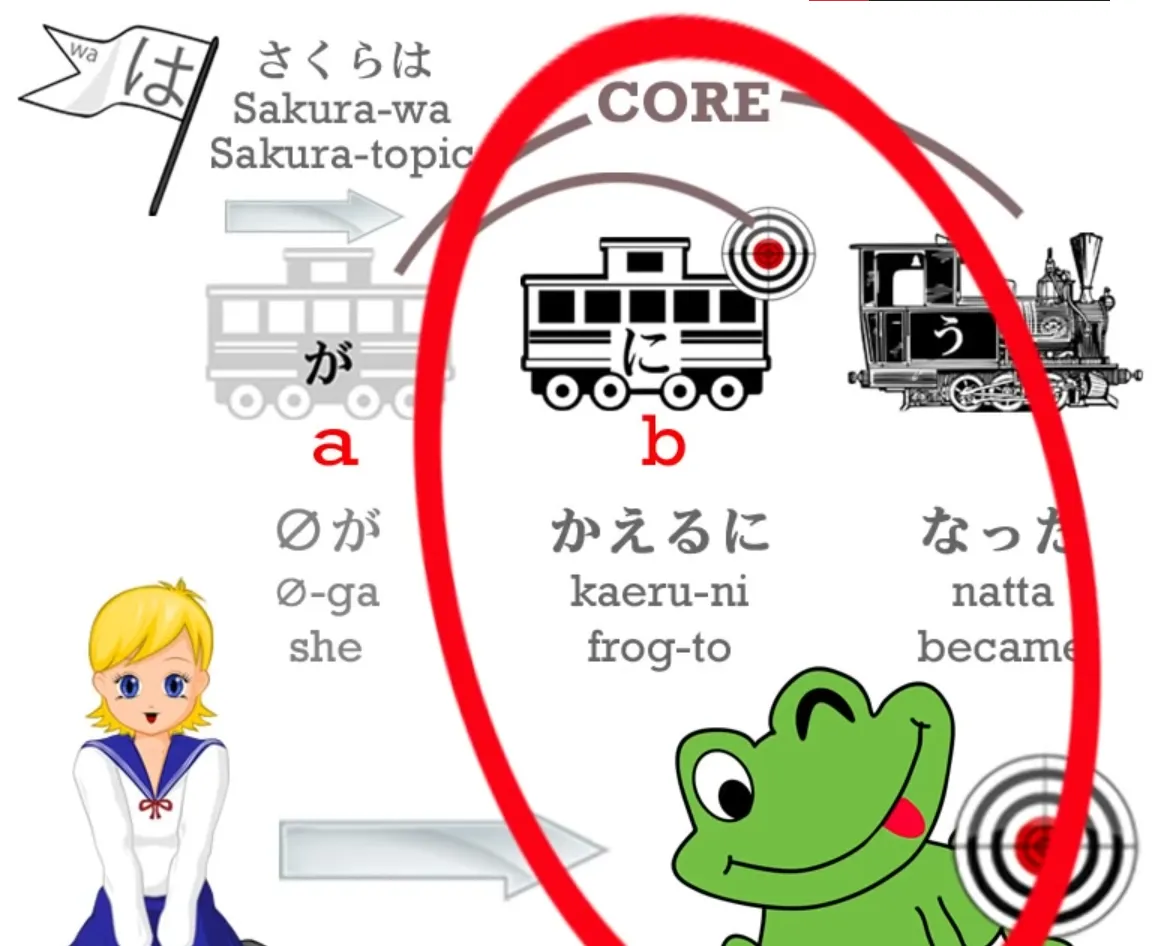 wa は
さくらは
Sakura-wa
Sakura-topic
CORE
が
に
う
a
b
∅が
かえるに
なった
∅-ga
kaeru-ni
natta
she
frog-to
became